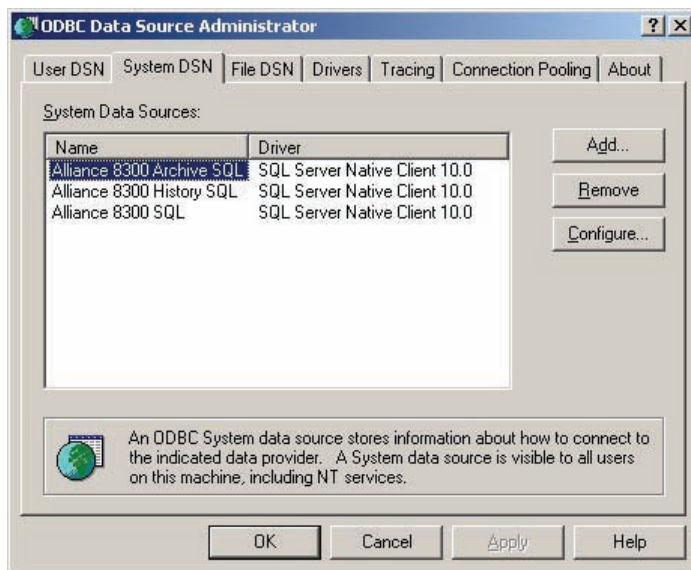 ODBC Data Source Administrator
User DSN System DSN File DSN Drivers Tracing Connection Pooling About
System Data Sources:
Name Driver
Alliance 8300 Archive SQL SQL Server Native Client 10.0
Alliance 8300 History SQL SQL Server Native Client 10.0
Alliance 8300 SQL SQL Server Native Client 10.0
Add...
Remove
Configure...
An ODBC System data source stores information about how to connect to
the indicated data provider. A System data source is visible to all users
on this machine, including NT services.
OK Cancel Apply Help